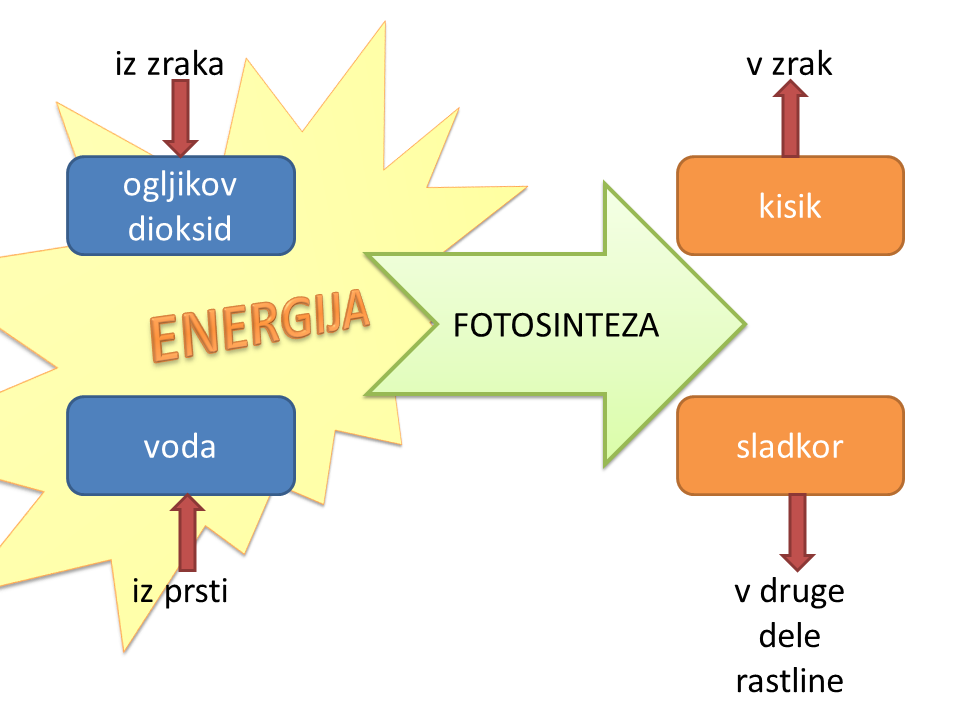 iz zraka
v zrak
ogljikov
dioksid
kisik
ENERGIJA
FOTOSINTEZA
voda
sladkor
iz prsti
v druge
dele
rastline